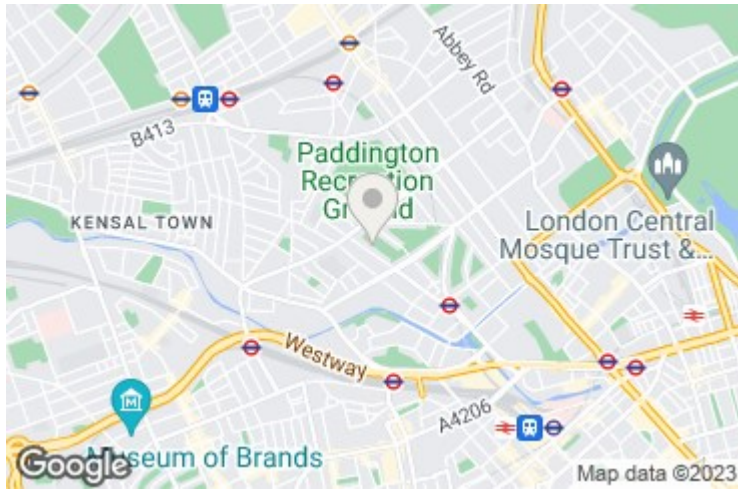 Abbey Rd
B413
Paddington
Recreation
Ground
KENSAL TOWN
London Central
Mosque Trust &...
Westway
A4206
M
Museum of Brands
Google
Map data ©2023